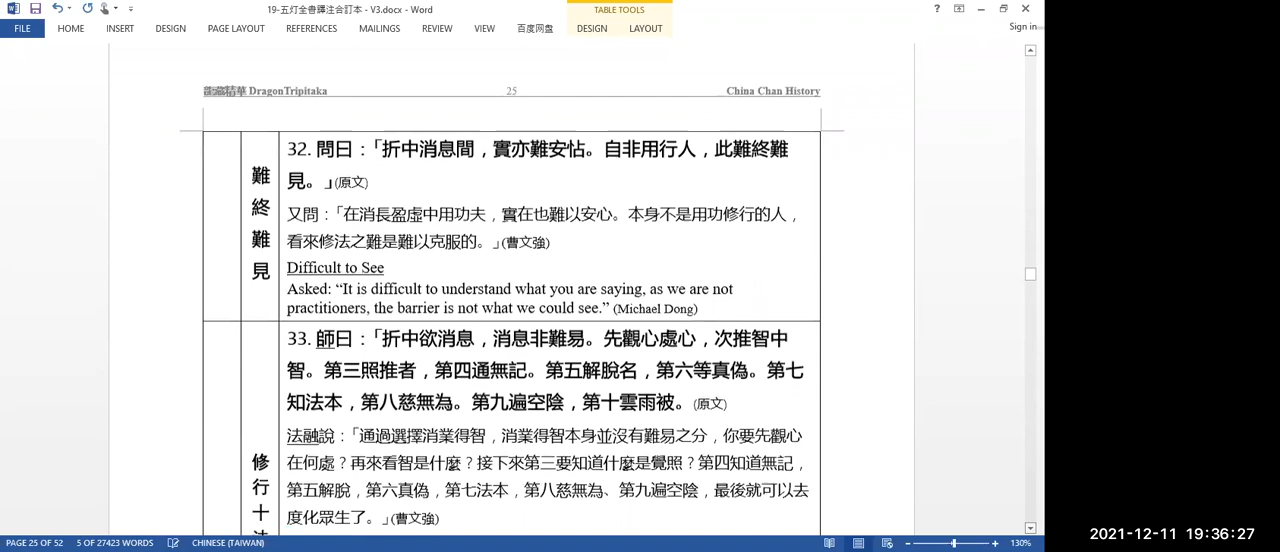 19-五灯全書譯注合訂本 - V3.docx - Word
TABLE TOOLS
Sign in
FILE HOME INSERT DESIGN PAGE LAYOUT REFERENCES MAILINGS REVIEW VIEW 百度网盘 DESIGN LAYOUT
龍藏精華 DragonTripitaka 25 China Chan History
難終難見
32. 問曰：「折中消息間，實亦難安帖。自非用行人，此難終難
見。」(原文)
又問：「在消長盈虛中用功夫，實在也難以安心。本身不是用功修行的人，
看來修法之難是難以克服的。」(曹文強)
Difficult to See
Asked: “It is difficult to understand what you are saying, as we are not
practitioners, the barrier is not what we could see.” (Michael Dong)
修行十
33. 師曰：「折中欲消息，消息非難易。先觀心處心，次推智中
智。第三照推者，第四通無記。第五解脫名，第六等真偽。第七
知法本，第八慈無為。第九遍空陰，第十雲雨被。(原文)
法融說：「通過選擇消業得智，消業得智本身並沒有難易之分，你要先觀心
在何處？再來看智是什麼？接下來第三要知道什麼是覺照？第四知道無記，
第五解脫，第六真偽，第七法本，第八慈無為、第九遍空陰，最後就可以去
度化眾生了。」(曹文強)
PAGE 25 OF 52 5 OF 27423 WORDS CHINESE (TAIWAN) 130%
2021-12-11 19:36:27